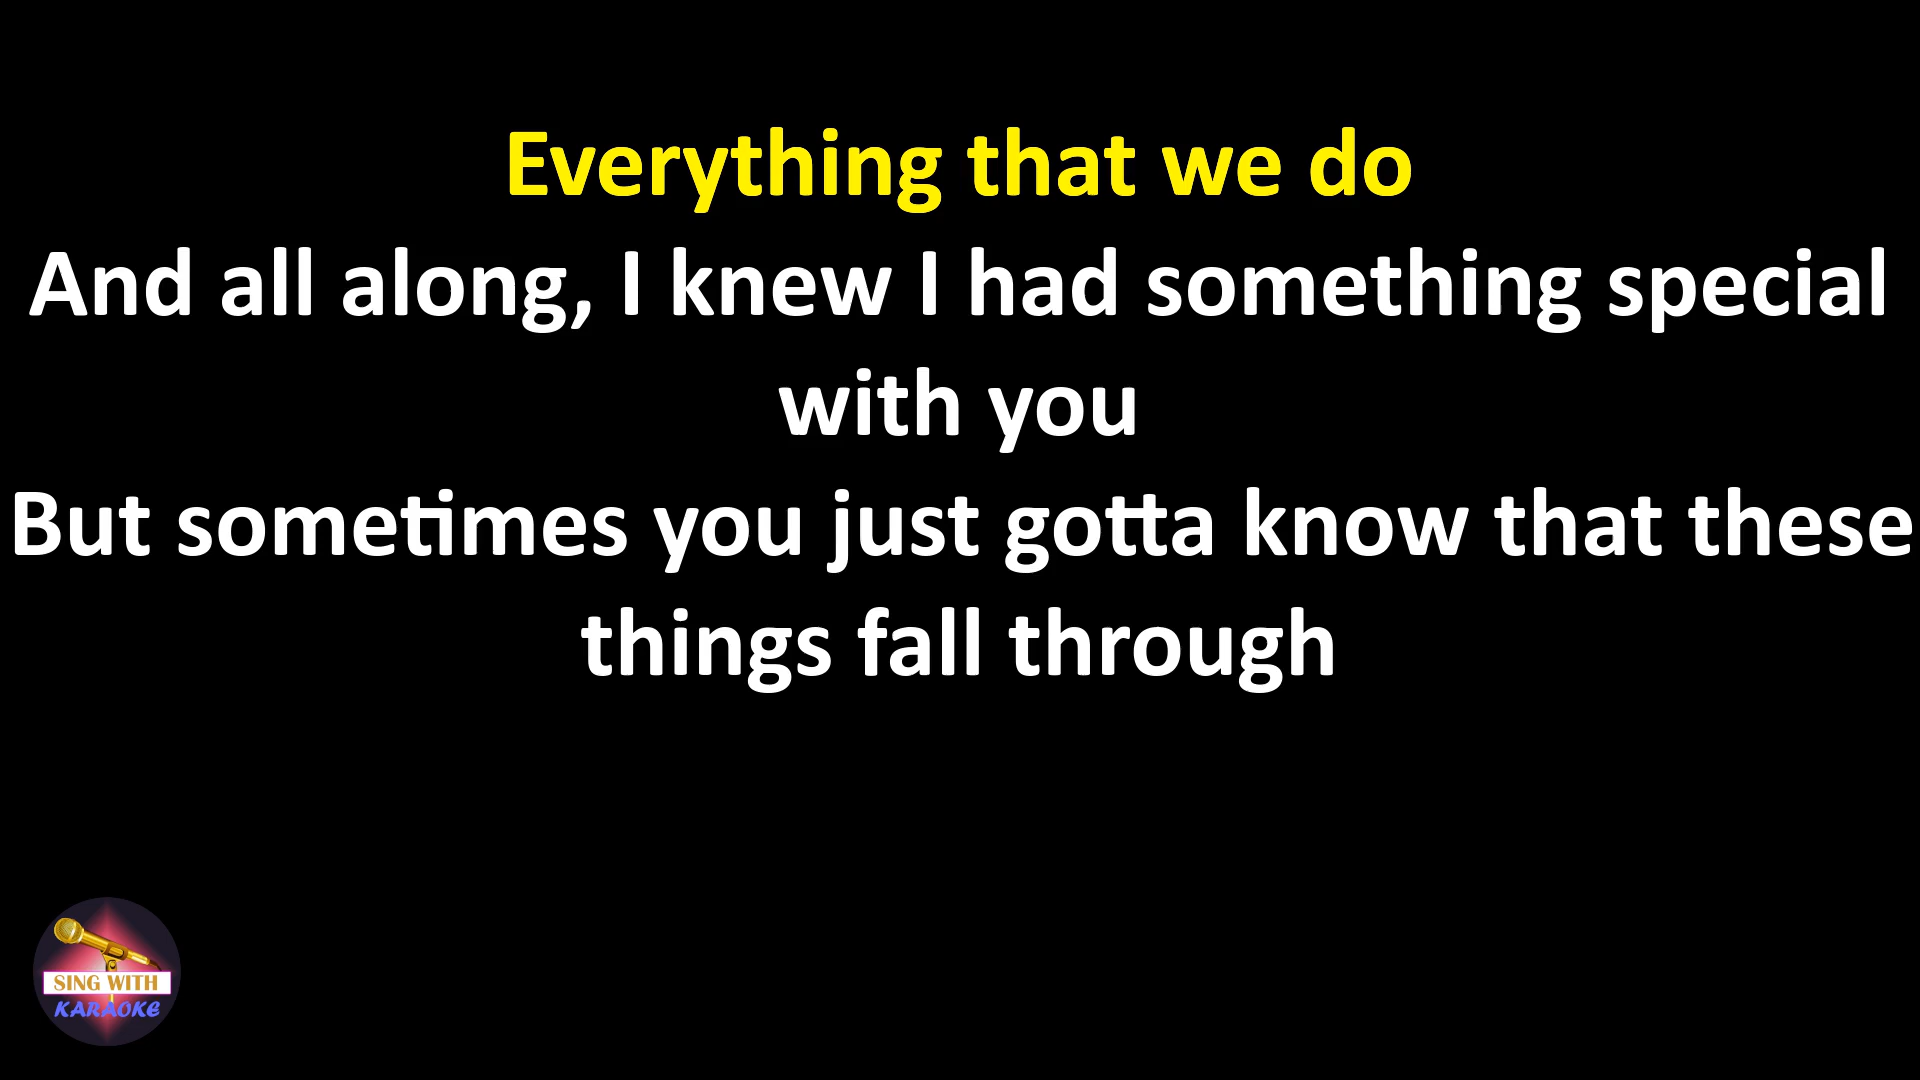 Everything that we do
And all along, I knew I had something special
with you
But sometimes you just gotta know that these
things fall through
SING WITH
KARAOKE